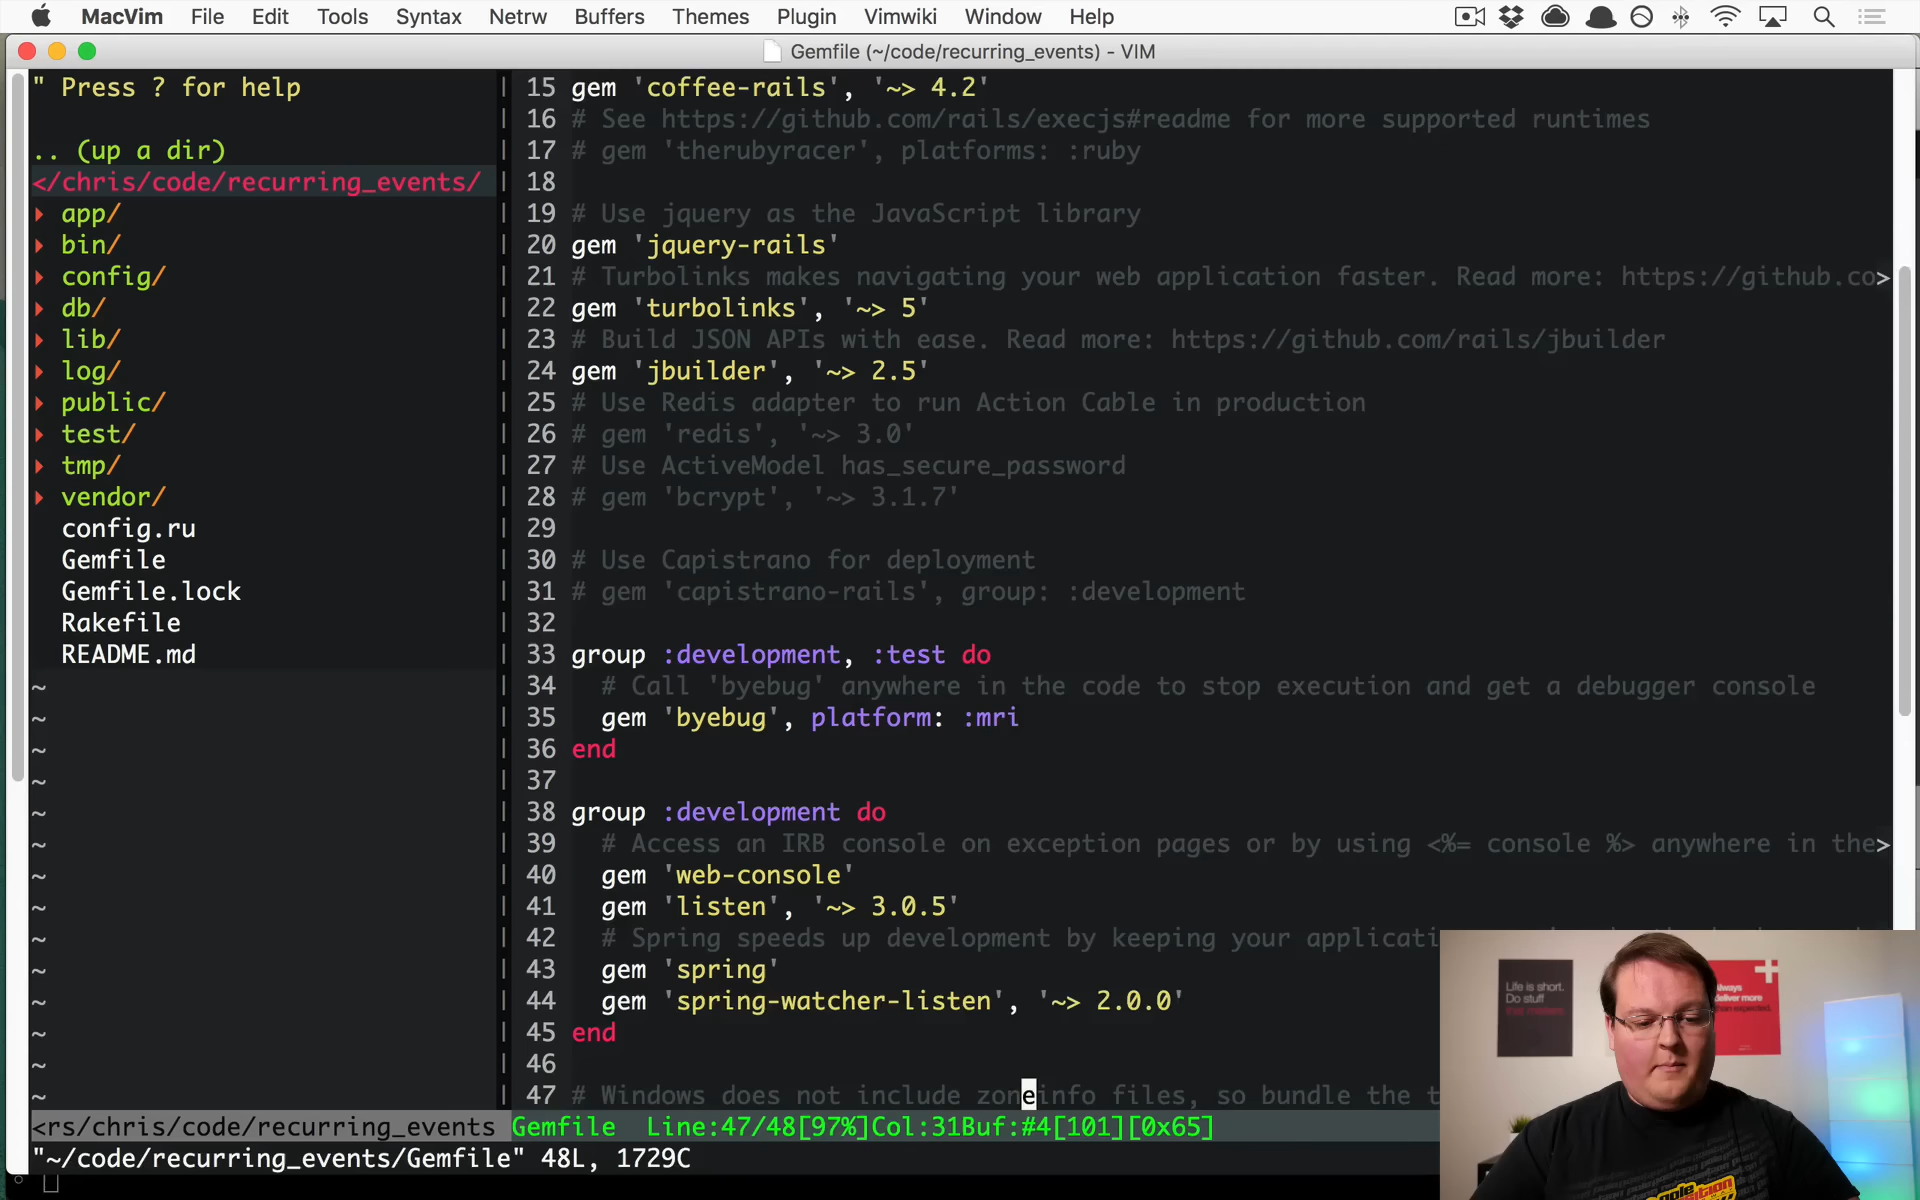 MacVim File Edit Tools Syntax Netrw Buffers Themes Plugin Vimwiki Window Help
Gemfile (~/code/recurring_events) - VIM
" Press ? for help
.. (up a dir)
</chris/code/recurring_events/
app/
bin/
config/
db/
lib/
log/
public/
test/
tmp/
vendor/
config.ru
Gemfile
Gemfile.lock
Rakefile
README.md
~
~
~
~
~
~
~
~
~
~
~
~
~
~
15 gem 'coffee-rails', '~> 4.2'
16 # See https://github.com/rails/execjs#readme for more supported runtimes
17 # gem 'therubyracer', platforms: :ruby
18
19 # Use jquery as the JavaScript library
20 gem 'jquery-rails'
21 # Turbolinks makes navigating your web application faster. Read more: https://github.co>
22 gem 'turbolinks', '~> 5'
23 # Build JSON APIs with ease. Read more: https://github.com/rails/jbuilder
24 gem 'jbuilder', '~> 2.5'
25 # Use Redis adapter to run Action Cable in production
26 # gem 'redis', '~> 3.0'
27 # Use ActiveModel has_secure_password
28 # gem 'bcrypt', '~> 3.1.7'
29
30 # Use Capistrano for deployment
31 # gem 'capistrano-rails', group: :development
32
33 group :development, :test do
34 # Call 'byebug' anywhere in the code to stop execution and get a debugger console
35 gem 'byebug', platform: :mri
36 end
37
38 group :development do
39 # Access an IRB console on exception pages or by using <%= console %> anywhere in the>
40 gem 'web-console'
41 gem 'listen', '~> 3.0.5'
42 # Spring speeds up development by keeping your applicati
43 gem 'spring'
44 gem 'spring-watcher-listen', '~> 2.0.0'
45 end
46
47 # Windows does not include zoneinfo files, so bundle the t
<rs/chris/code/recurring_events Gemfile Line:47/48[97%]Col:31Buf:#4[101][0x65]
"~/code/recurring_events/Gemfile" 48L, 1729C
Life is short.
Do stuff
that matters.
Always
deliver more
than expected.